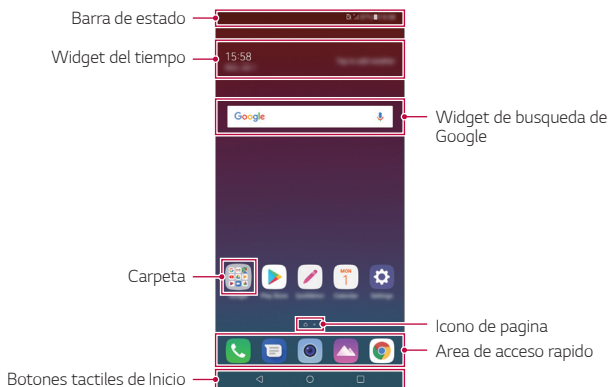 Barra de estado
Widget del tiempo
15:58
Google
Widget de busqueda de
Google
Carpeta
MON
1
Icono de pagina
Area de acceso rapido
Botones tactiles de Inicio